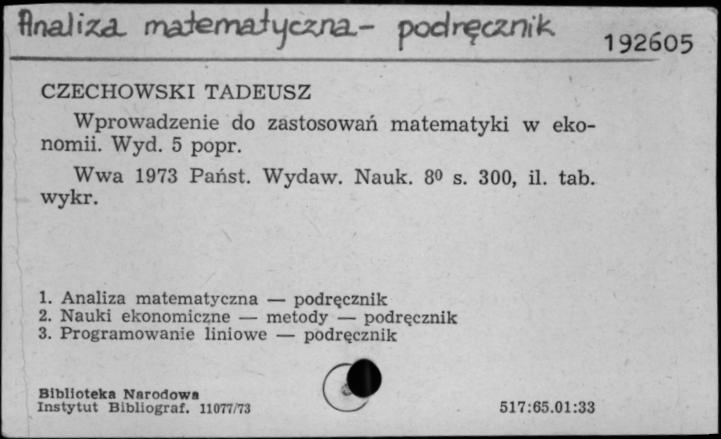 Analiza matematyczna - podręcznik
192605
CZECHOWSKI TADEUSZ
Wprowadzenie do zastosowań matematyki w eko-
nomii. Wyd. 5 popr.
Wwa 1973 Państ. Wydaw. Nauk. 8⁰ s. 300, il. tab.
wykr.
1. Analiza matematyczna — podręcznik
2. Nauki ekonomiczne — metody — podręcznik
3. Programowanie liniowe — podręcznik
Biblioteka Narodowa
Instytut Bibliograf. 11077/73
517:65.01:33